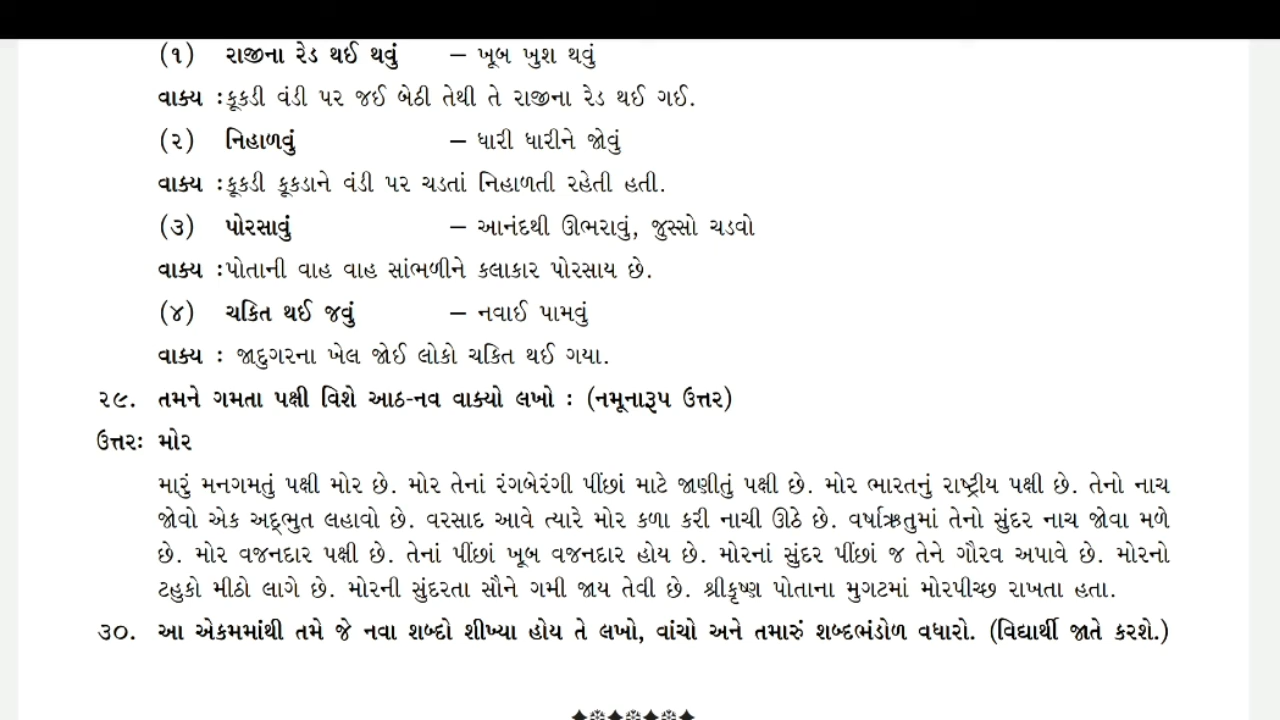 (૧) રાજીના રેડ થઈ થવું – ખૂબ ખુશ થવું
વાક્ય :કૂકડી વંડી પર જઈ બેઠી તેથી તે રાજીના રેડ થઈ ગઈ.
(૨) નિહાળવું – ધારી ધારીને જોવું
વાક્ય :કૂકડી કૂકડાને વંડી પર ચડતાં નિહાળતી રહેતી હતી.
(૩) પોરસાવું – આનંદથી ઊભરાવું, જુસ્સો ચડવો
વાક્ય :પોતાની વાહ વાહ સાંભળીને કલાકાર પોરસાય છે.
(૪) ચકિત થઈ જવું – નવાઈ પામવું
વાક્ય : જાદુગરના ખેલ જોઈ લોકો ચકિત થઈ ગયા.
૨૯. તમને ગમતા પક્ષી વિશે આઠ-નવ વાક્યો લખો : (નમૂનારૂપ ઉત્તર)
ઉત્તરઃ મોર
મારું મનગમતું પક્ષી મોર છે. મોર તેનાં રંગબેરંગી પીંછાં માટે જાણીતું પક્ષી છે. મોર ભારતનું રાષ્ટ્રીય પક્ષી છે. તેનો નાચ
જોવો એક અદ્ભુત લહાવો છે. વરસાદ આવે ત્યારે મોર કળા કરી નાચી ઊઠે છે. વર્ષાઋતુમાં તેનો સુંદર નાચ જોવા મળે
છે. મોર વજનદાર પક્ષી છે. તેનાં પીંછાં ખૂબ વજનદાર હોય છે. મોરનાં સુંદર પીંછાં જ તેને ગૌરવ અપાવે છે. મોરનો
ટહુકો મીઠો લાગે છે. મોરની સુંદરતા સૌને ગમી જાય તેવી છે. શ્રીકૃષ્ણ પોતાના મુગટમાં મોરપીચ્છ રાખતા હતા.
૩૦. આ એકમમાંથી તમે જે નવા શબ્દો શીખ્યા હોય તે લખો, વાંચો અને તમારું શબ્દભંડોળ વધારો. (વિદ્યાર્થી જાતે કરશે.)